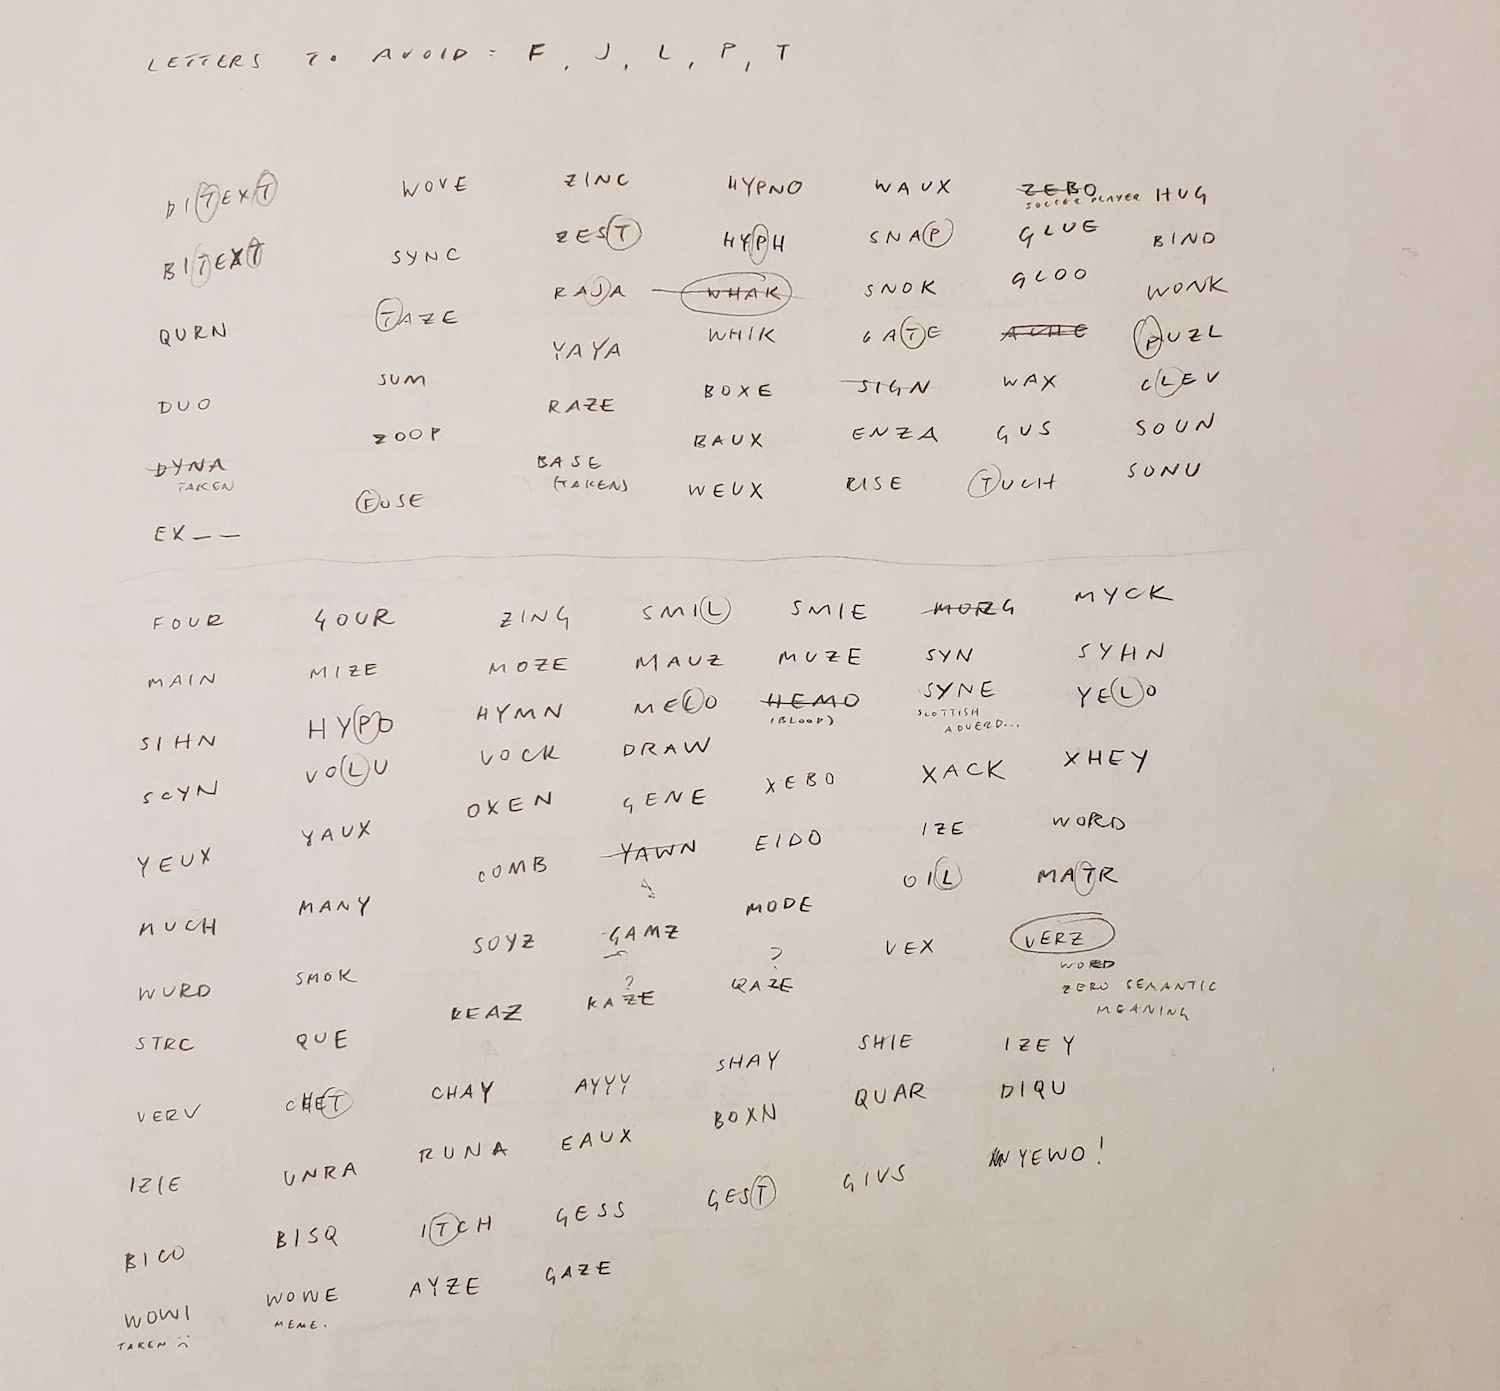 LETTERS TO AVOID: F, J, L, P, T
DITEXT WOVE ZINC HYPNO WAUX ZEBO HUG
SOCCER PLAYER
BITEXT SYNC ZEST HYPH SNAP GLUE BIND
QURN TAZE RAJA WHAK SNOK GLOO WONK
YAYA WHIK GATE ACHE PUZL
DUO SUM RAZE BOXE SIGN WAX CLEV
DYNA ZOOP BASE BAUX ENZA GUS SOUN
TAKEN (TAKEN)
EX__ FUSE WEUX RISE TUCH SONU
FOUR GOUR ZING SMIL SMIE MORG MYCK
MAIN MIZE MOZE MAUZ MUZE SYN SYHN
SIHN HYPO HYMN MELO HEMO SYNE YELO
(BLOOD) SCOTTISH
ADVERD...
SCYN VOLU VOCK DRAW XEBO XACK XHEY
YEUX YAUX OXEN GENE EIDO IZE WORD
MUCH MANY COMB YAWN MODE OIL MATR
WURD SMOK SOYZ GAMZ ? VEX VERZ
WORD
ZERO SEMANTIC
MEANING
STRC QUE REAZ ? KAZE QAZE
VERV CHET CHAY AYYY SHAY SHIE IZEY
IZIE UNRA RUNA EAUX BOXN QUAR DIQU
BICO BISQ ITCH GESS GEST GIVS YEWO!
WOWI WOWE AYZE GAZE
TAKEN :( MEME.